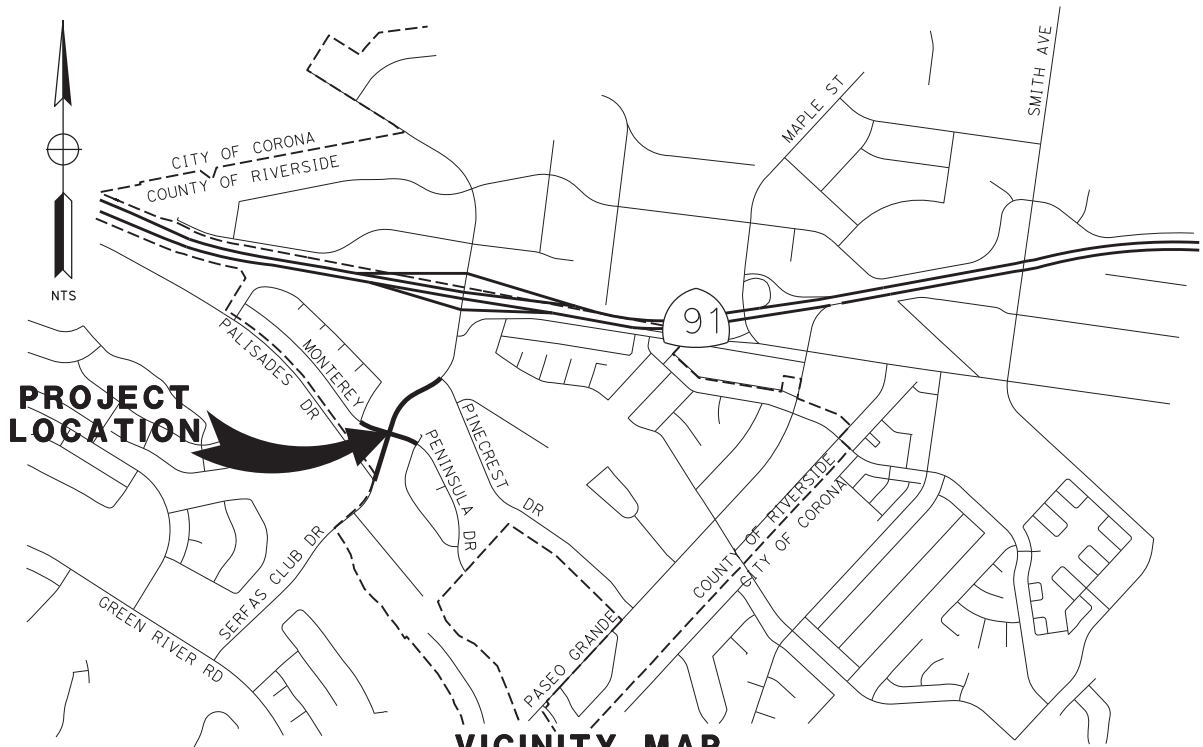 SMITH AVE
MAPLE ST
CITY OF CORONA
COUNTY OF RIVERSIDE
NTS
91
PALISADES DR
MONTEREY
PROJECT
LOCATION
PINECREST DR
PENINSULA DR
COUNTY OF RIVERSIDE
CITY OF CORONA
SERFAS CLUB DR
GREEN RIVER RD
PASEO GRANDE
VICINITY MAP